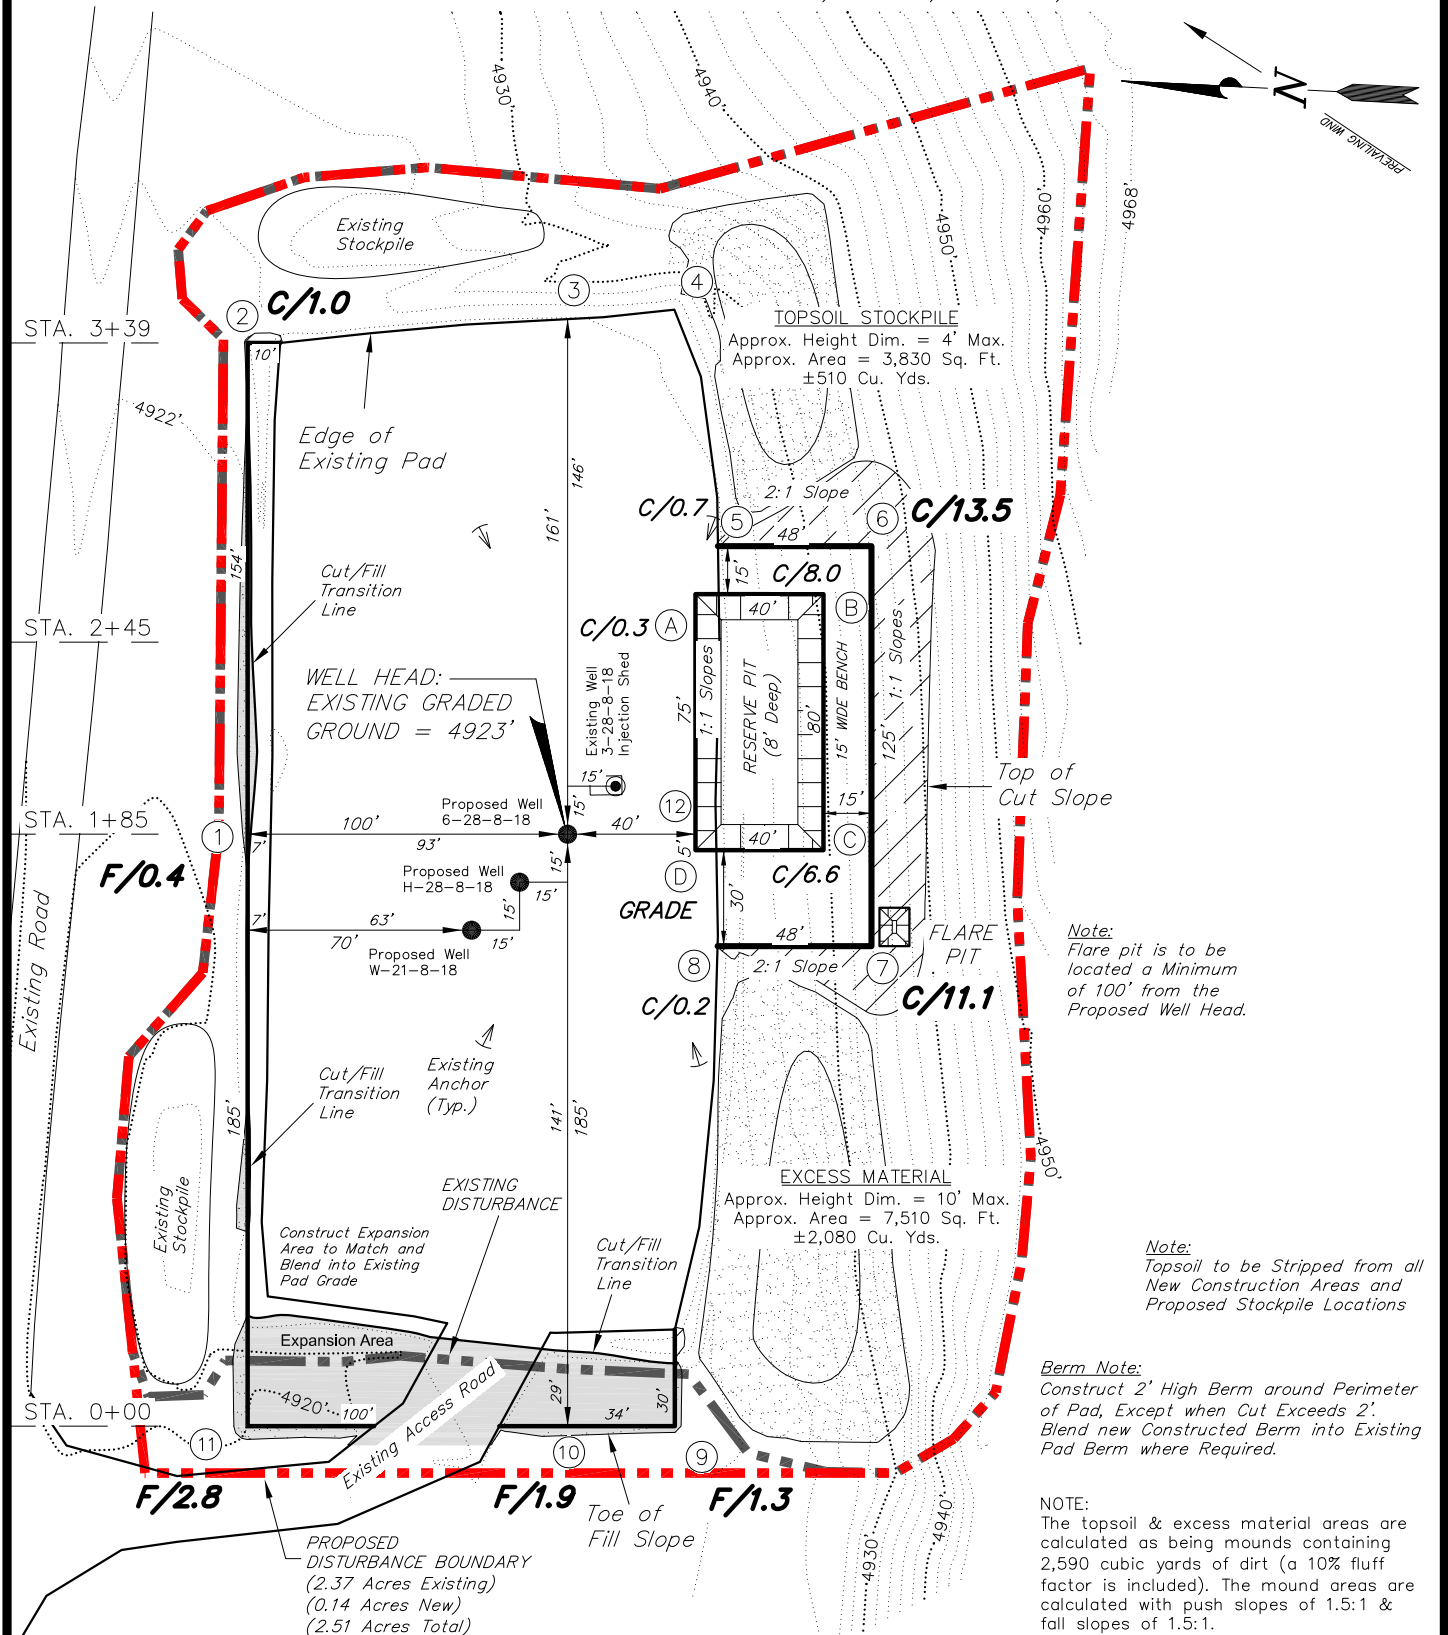 4930'
4940'
N
PREVAILING WIND
4950'
4960'
4968'
Existing
Stockpile
STA. 3+39
2
C/1.0
3
4
10'
TOPSOIL STOCKPILE
Approx. Height Dim. = 4' Max.
Approx. Area = 3,830 Sq. Ft.
±510 Cu. Yds.
4922'
Edge of
Existing Pad
146'
161'
154'
C/0.7
5
2:1 Slope
48'
6
C/13.5
15'
C/8.0
Cut/Fill
Transition
Line
STA. 2+45
C/0.3
A
40'
B
WELL HEAD:
EXISTING GRADED
GROUND = 4923'
Existing Well
3-28-8-18
Injection Shed
75'
1:1 Slopes
RESERVE PIT
(8' Deep)
80'
15' WIDE BENCH
125'
1:1 Slopes
Top of
Cut Slope
15'
15'
STA. 1+85
1
F/0.4
100'
93'
7'
Proposed Well
6-28-8-18
40'
12
5'
40'
15'
C
D
C/6.6
GRADE
30'
Proposed Well
H-28-8-18
15'
15'
15'
15'
7'
63'
70'
Proposed Well
W-21-8-18
48'
8
2:1 Slope
7
FLARE
PIT
C/11.1
C/0.2
Note:
Flare pit is to be
located a Minimum
of 100' from the
Proposed Well Head.
Existing Road
Existing
Anchor
(Typ.)
Cut/Fill
Transition
Line
185'
141'
185'
4950'
Existing
Stockpile
EXISTING
DISTURBANCE
EXCESS MATERIAL
Approx. Height Dim. = 10' Max.
Approx. Area = 7,510 Sq. Ft.
±2,080 Cu. Yds.
Construct Expansion
Area to Match and
Blend into Existing
Pad Grade
Cut/Fill
Transition
Line
Note:
Topsoil to be Stripped from all
New Construction Areas and
Proposed Stockpile Locations
Expansion Area
Existing Access Road
4920'
100'
29'
34'
30'
STA. 0+00
11
10
9
F/2.8
F/1.9
F/1.3
Toe of
Fill Slope
Berm Note:
Construct 2' High Berm around Perimeter
of Pad, Except when Cut Exceeds 2'.
Blend new Constructed Berm into Existing
Pad Berm where Required.
4930'
4940'
PROPOSED
DISTURBANCE BOUNDARY
(2.37 Acres Existing)
(0.14 Acres New)
(2.51 Acres Total)
NOTE:
The topsoil & excess material areas are
calculated as being mounds containing
2,590 cubic yards of dirt (a 10% fluff
factor is included). The mound areas are
calculated with push slopes of 1.5:1 &
fall slopes of 1.5:1.